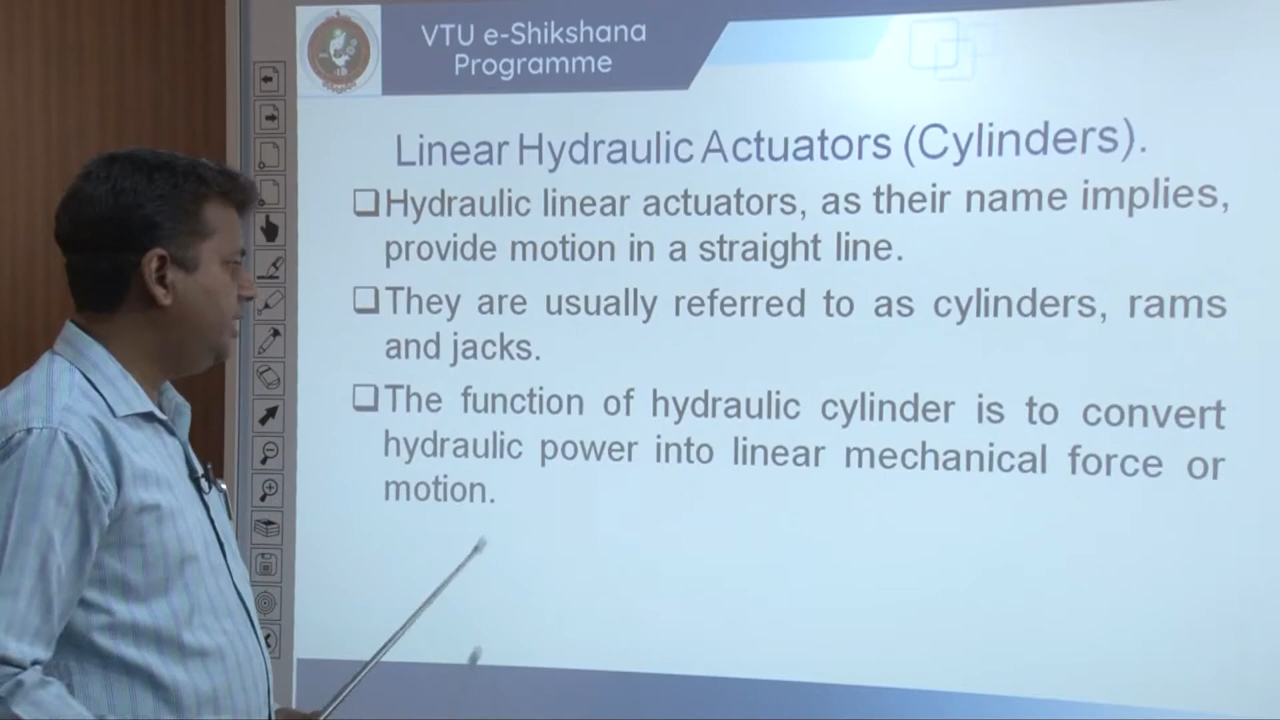 VTU e-Shikshana
Programme
Linear Hydraulic Actuators (Cylinders).
Hydraulic linear actuators, as their name implies,
provide motion in a straight line.
They are usually referred to as cylinders, rams
and jacks.
The function of hydraulic cylinder is to convert
hydraulic power into linear mechanical force or
motion.